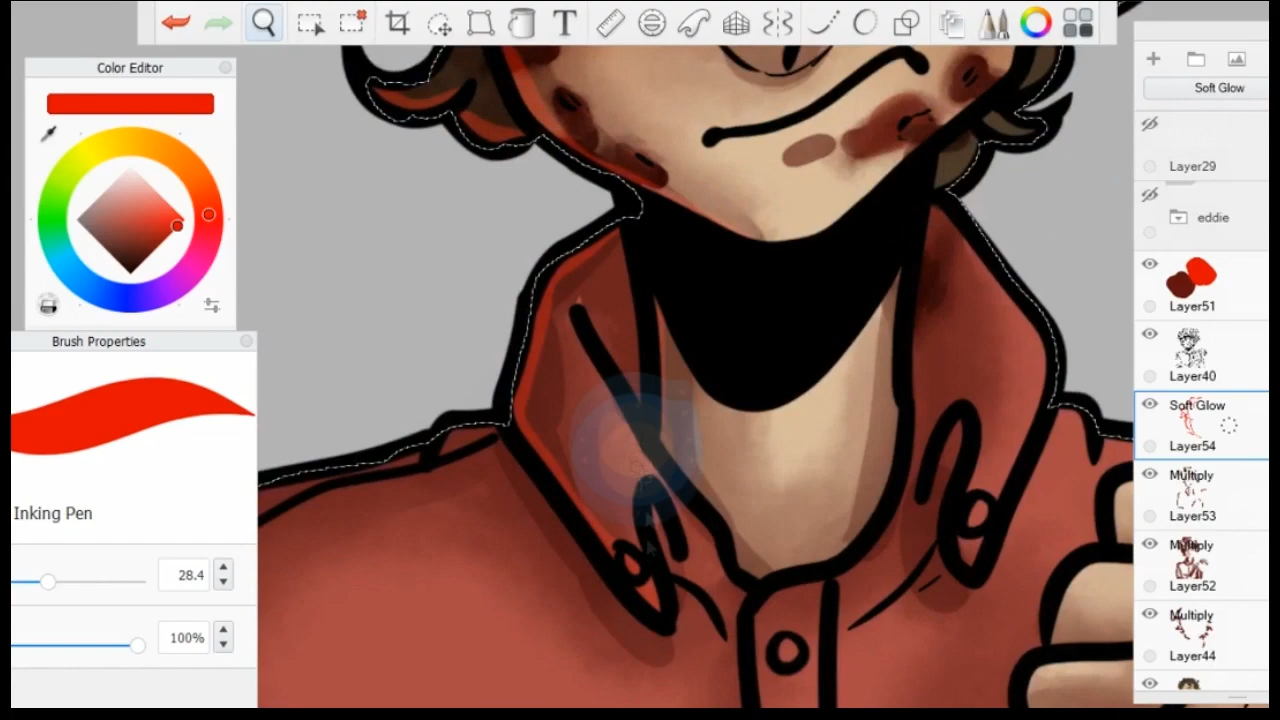 T
Color Editor
Brush Properties
Inking Pen
28.4
100%
Soft Glow
Layer29
eddie
Layer51
Layer40
Soft Glow
Layer54
Multiply
Layer53
Multiply
Layer52
Multiply
Layer44